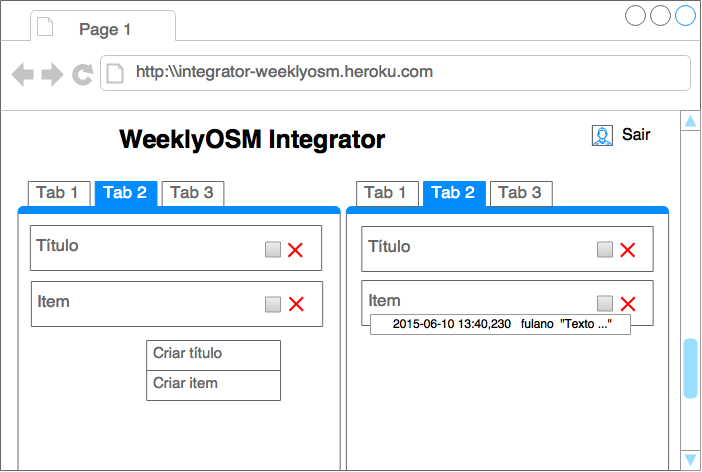 Page 1
http:\\integrator-weeklyosm.heroku.com
WeeklyOSM Integrator
Sair
Tab 1 Tab 2 Tab 3
Título
Item
Criar título
Criar item
Tab 1 Tab 2 Tab 3
Título
Item
2015-06-10 13:40,230 fulano "Texto ..."